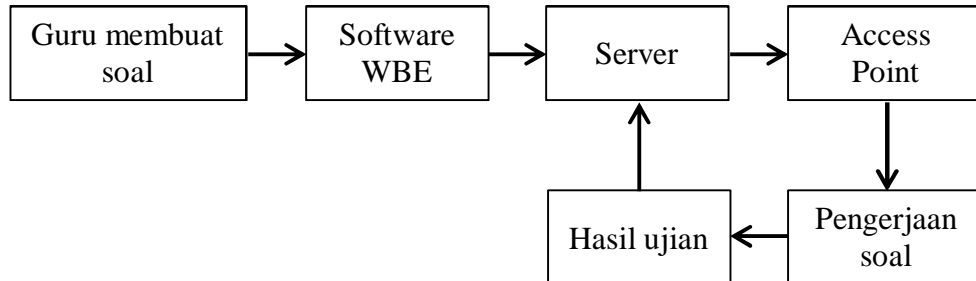 Guru membuat
soal
Software
WBE
Server
Access
Point
Hasil ujian
Pengerjaan
soal